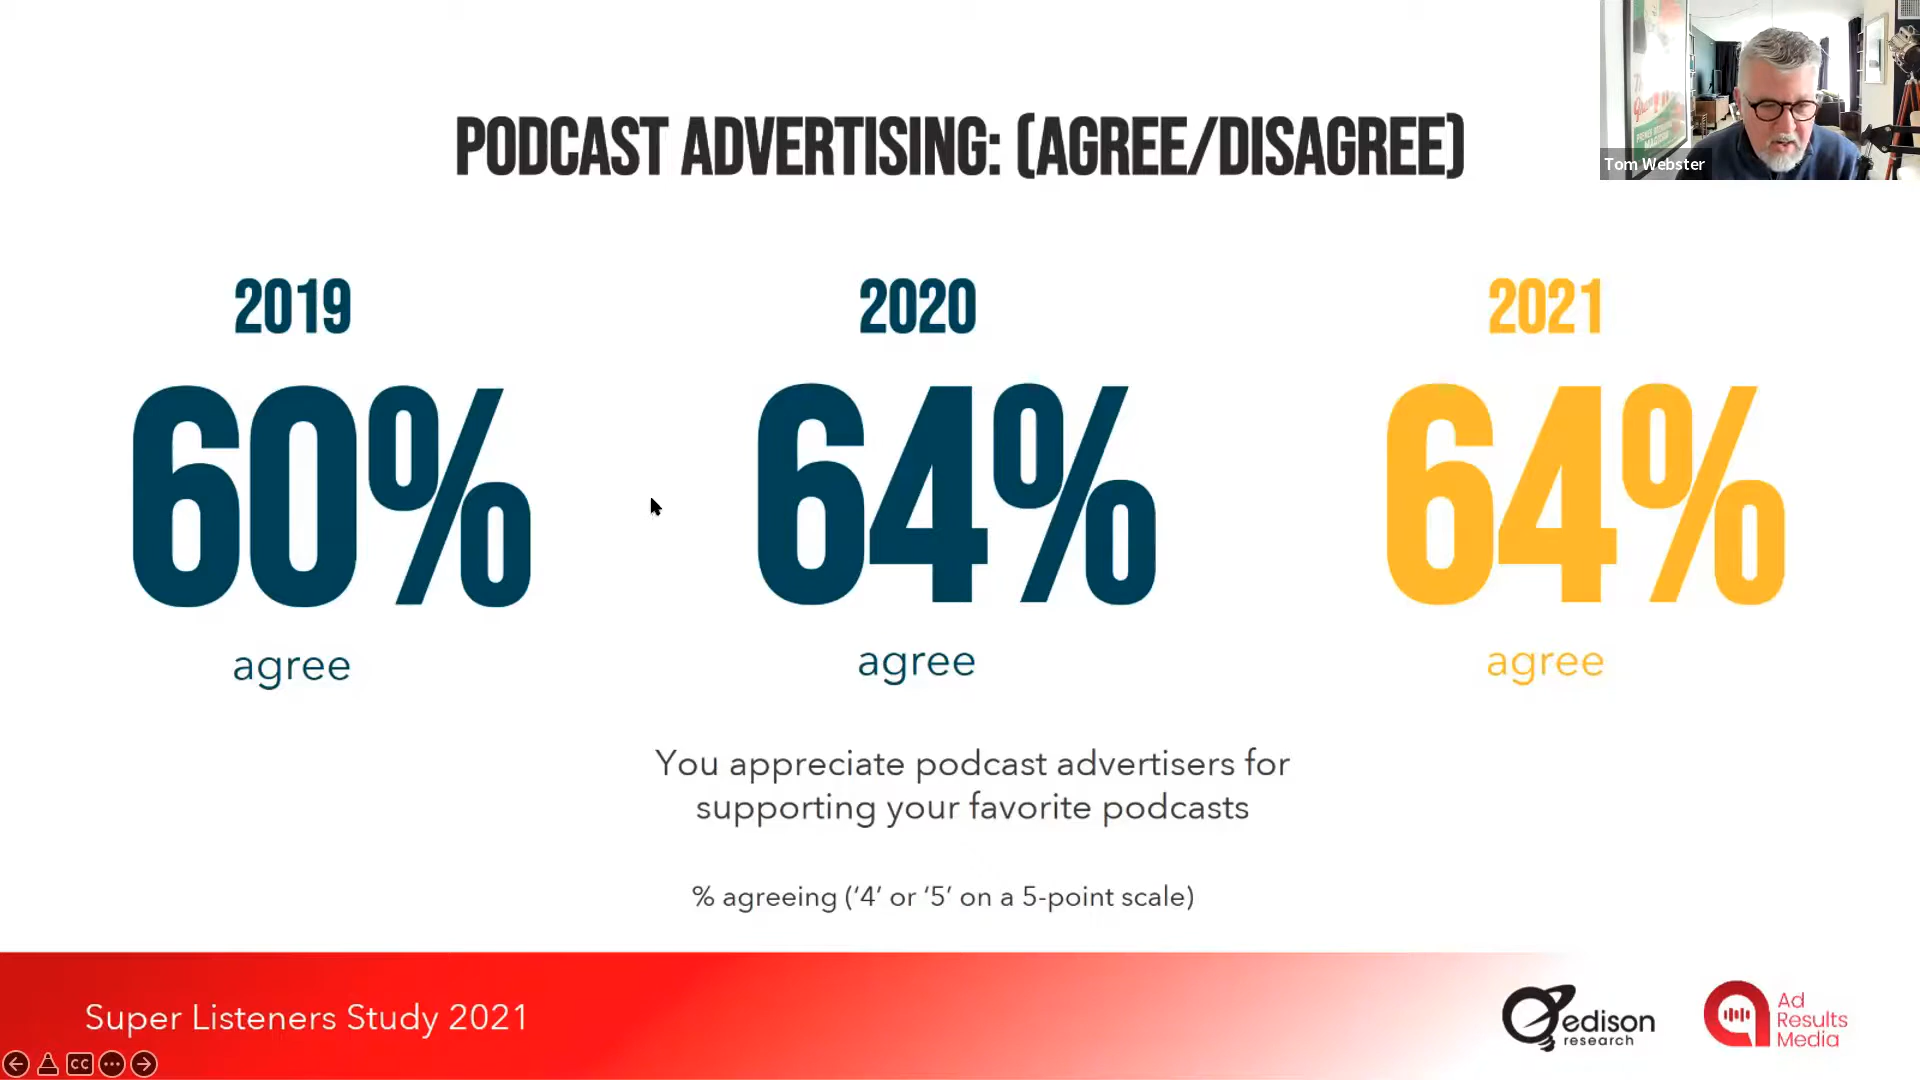 PODCAST ADVERTISING: (AGREE/DISAGREE)
Tom Webster
2019
2020
2021
60%
64%
64%
agree
agree
agree
You appreciate podcast advertisers for
supporting your favorite podcasts
% agreeing (‘4’ or ‘5’ on a 5-point scale)
Super Listeners Study 2021
edison
research
Ad
Results
Media
CC